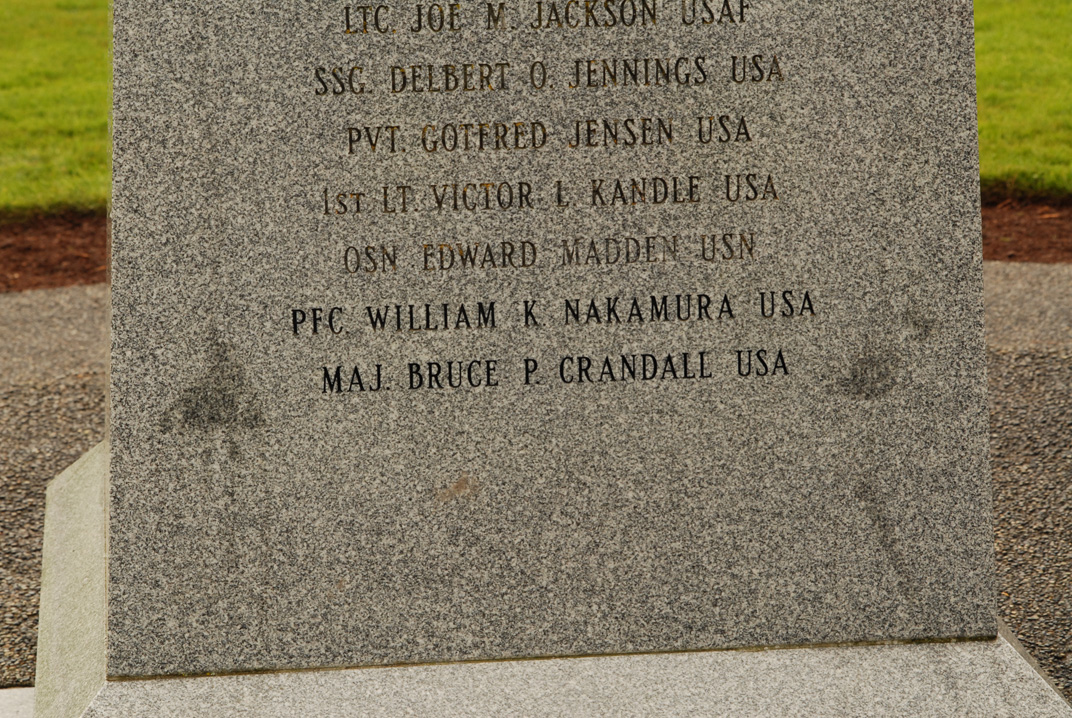 LTC. JOE M. JACKSON USAF
SSG. DELBERT O. JENNINGS USA
PVT. GOTFRED JENSEN USA
1ST LT. VICTOR L. KANDLE USA
OSN EDWARD MADDEN USN
PFC. WILLIAM K. NAKAMURA USA
MAJ. BRUCE P. CRANDALL USA